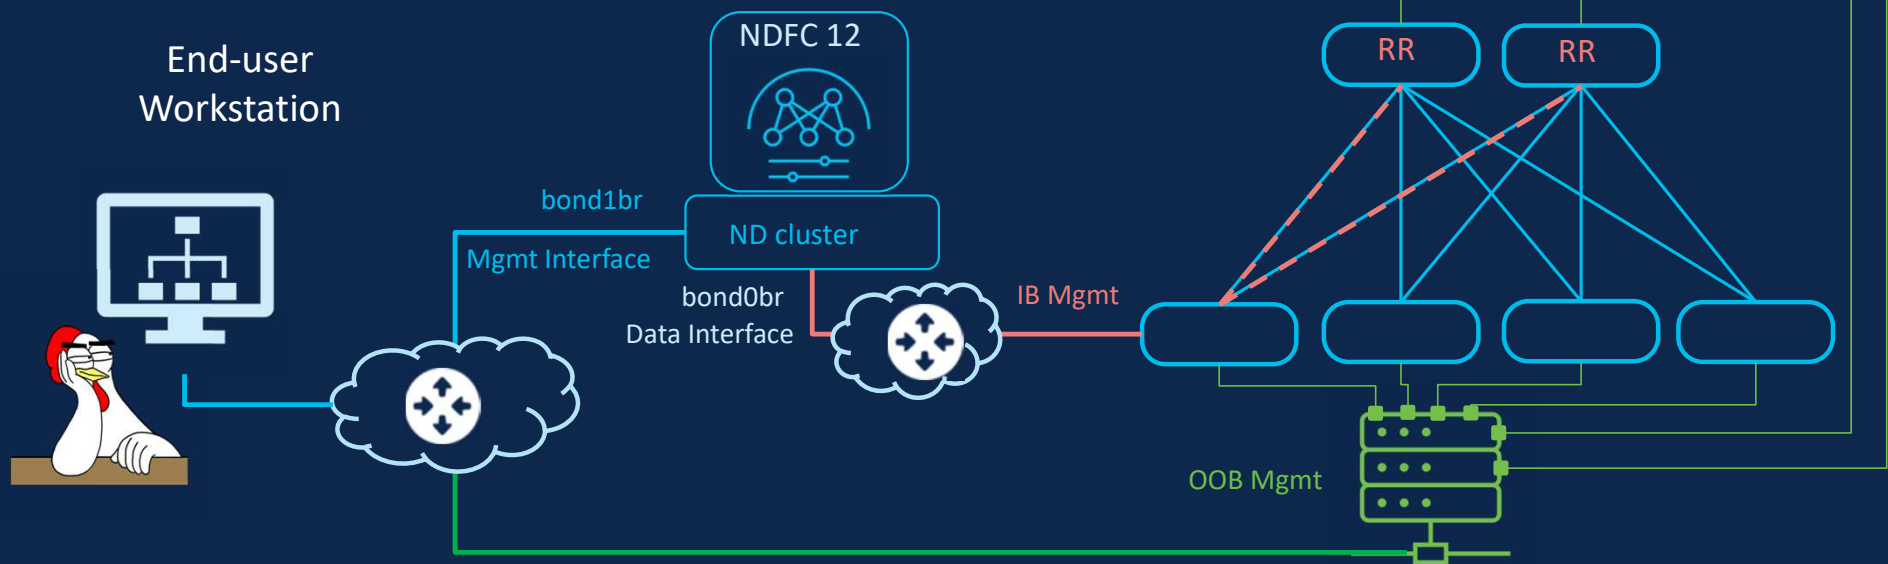 End-user
Workstation
NDFC 12
RR
RR
bond1br
Mgmt Interface
ND cluster
bond0br
Data Interface
IB Mgmt
OOB Mgmt